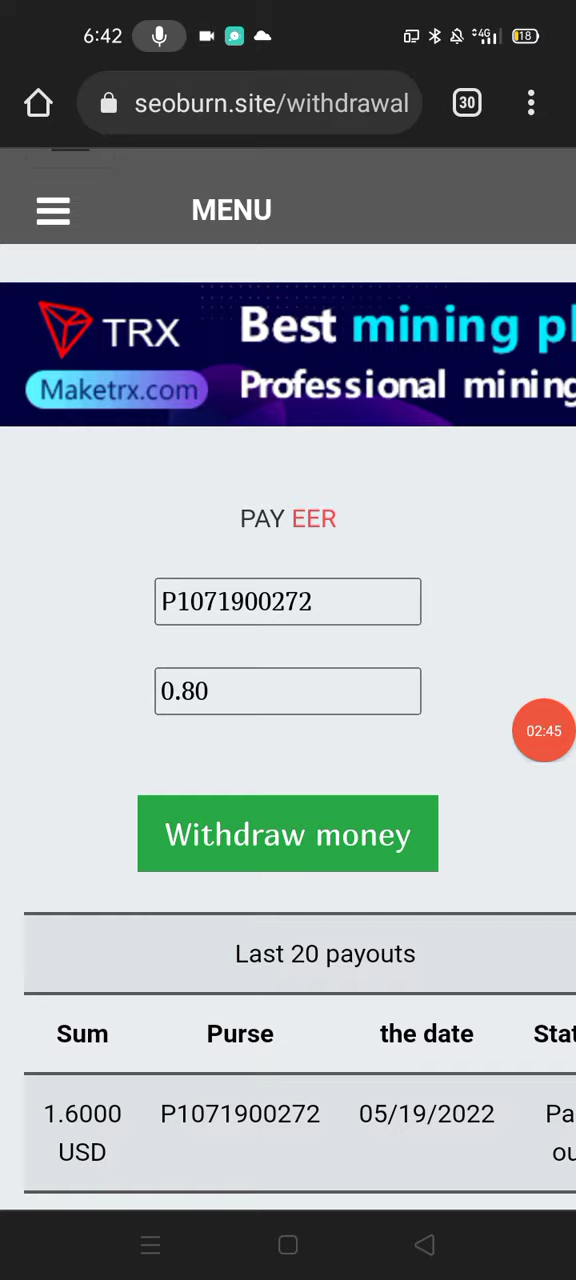 6:42
4G
18
seoburn.site/withdrawal
30
MENU
TRX
Maketrx.com
Best mining pl
Professional mining
PAY EER
P1071900272
0.80
02:45
Withdraw money
Last 20 payouts
Sum Purse the date Stat
1.6000 P1071900272 05/19/2022 Pa
USD ou